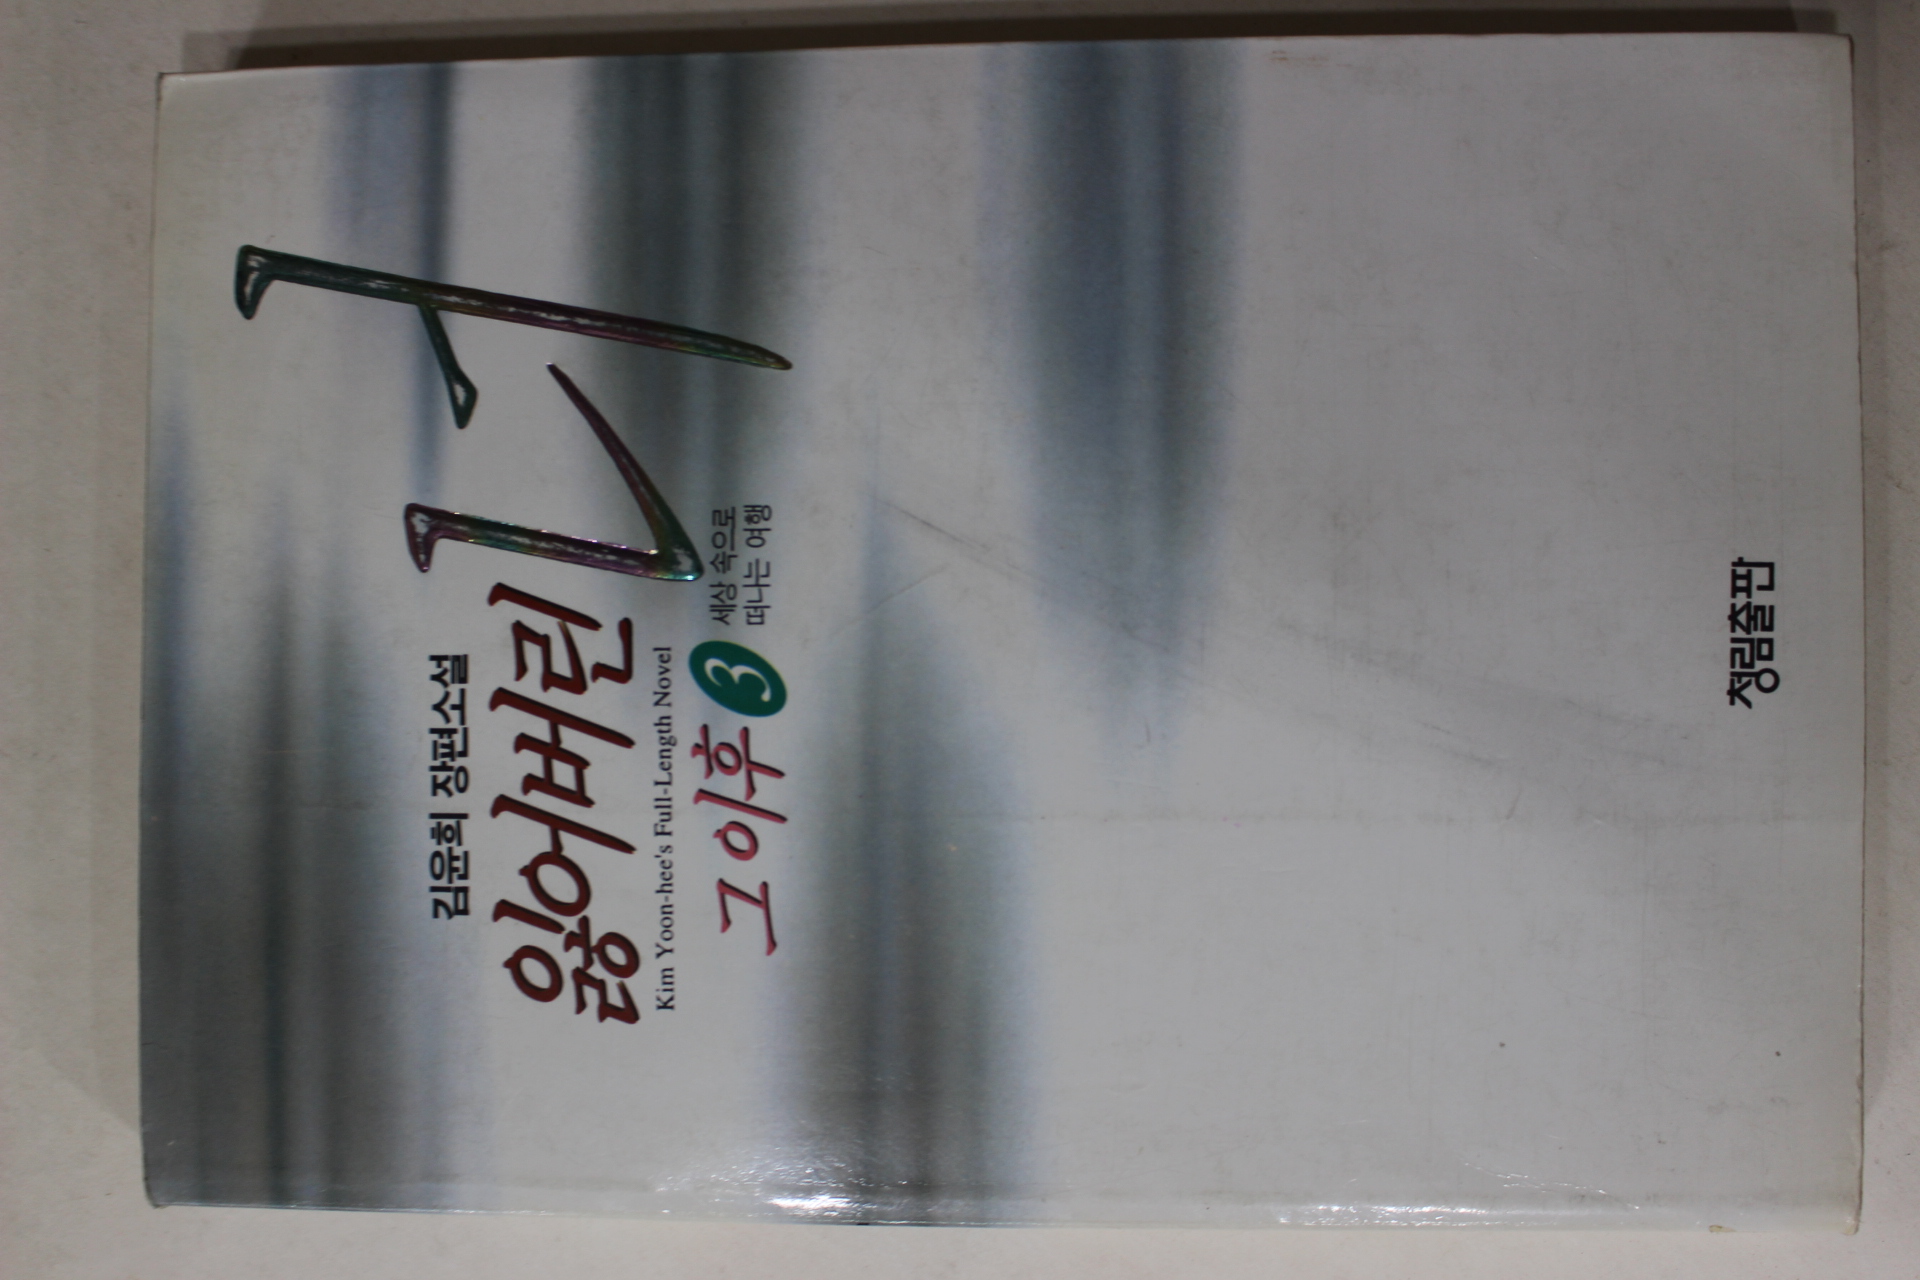 김윤희 장편소설
잃어버린 너
Kim Yoon-hee's Full-Length Novel
그 이후 3 세상 속으로
떠나는 여행
청림출판